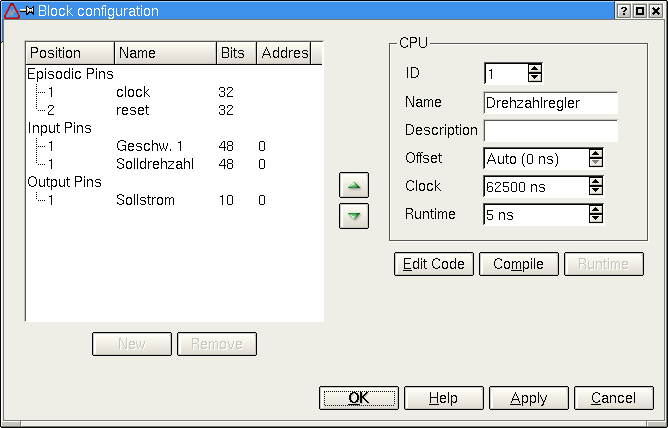 Block configuration
Position Name Bits Addres
Episodic Pins
1 clock 32
2 reset 32
Input Pins
1 Geschw. 1 48 0
1 Solldrehzahl 48 0
Output Pins
1 Sollstrom 10 0
New Remove
CPU
ID 1
Name Drehzahlregler
Description
Offset Auto (0 ns)
Clock 62500 ns
Runtime 5 ns
Edit Code Compile Runtime
OK Help Apply Cancel